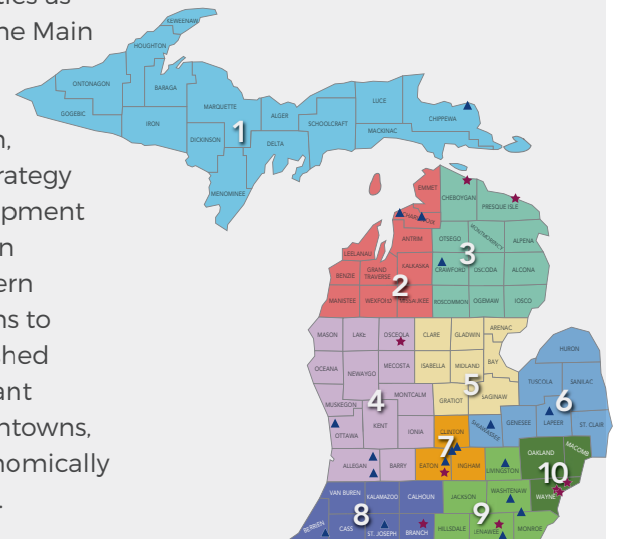 ties as
ne Main
n,
rategy
opment
n
ern
ns to
shed
ant
ntowns,
nomically
.
KEWEENAW
HOUGHTON
ONTONAGON
BARAGA
GOGEBIC
IRON
MARQUETTE
1
DICKINSON
MENOMINEE
ALGER
DELTA
SCHOOLCRAFT
LUCE
MACKINAC
CHIPPEWA
EMMET
CHARLEVOIX
ANTRIM
LEELANAU
BENZIE
GRAND
TRAVERSE
KALKASKA
2
MANISTEE
WEXFORD
MISSAUKEE
CHEBOYGAN
PRESQUE ISLE
OTSEGO
MONTMORENCY
ALPENA
3
CRAWFORD
OSCODA
ALCONA
ROSCOMMON
OGEMAW
IOSCO
MASON
LAKE
OSCEOLA
OCEANA
NEWAYGO
MECOSTA
4
MUSKEGON
MONTCALM
OTTAWA
KENT
IONIA
ALLEGAN
BARRY
CLARE
GLADWIN
ARENAC
ISABELLA
MIDLAND
BAY
5
GRATIOT
SAGINAW
HURON
TUSCOLA
SANILAC
6
SHIAWASSEE
GENESEE
LAPEER
ST. CLAIR
7
CLINTON
EATON
INGHAM
LIVINGSTON
OAKLAND
MACOMB
10
WAYNE
VAN BUREN
KALAMAZOO
CALHOUN
8
BERRIEN
CASS
ST. JOSEPH
BRANCH
JACKSON
WASHTENAW
9
HILLSDALE
LENAWEE
MONROE